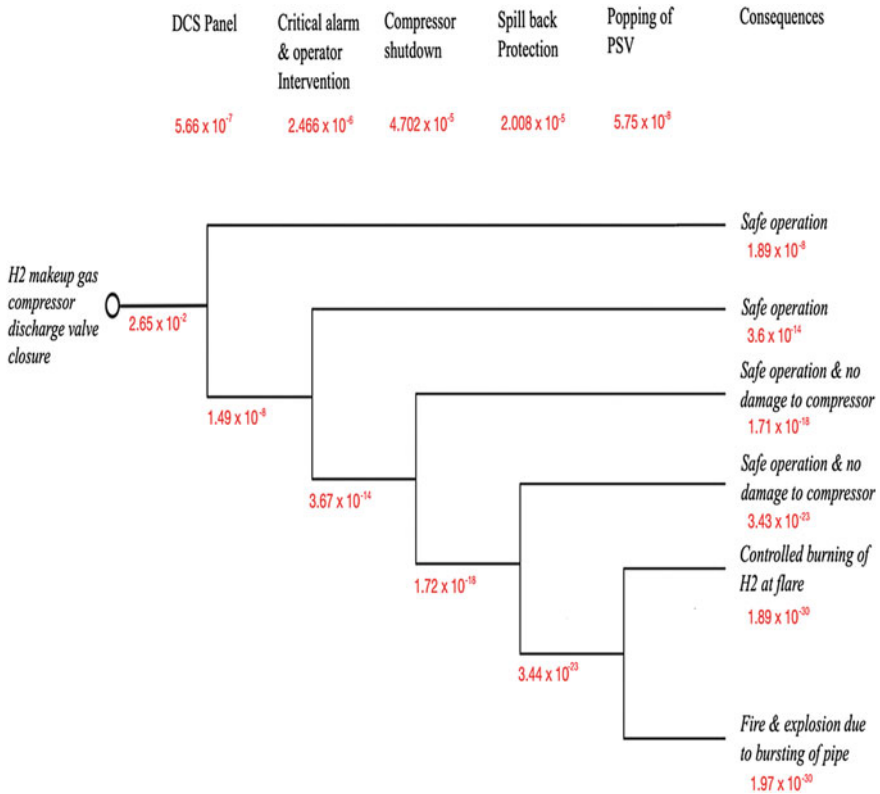 DCS Panel
Critical alarm
& operator
Intervention
Compressor
shutdown
Spill back
Protection
Popping of
PSV
Consequences
5.66 x 10⁻⁷
2.466 x 10⁻⁶
4.702 x 10⁻⁵
2.008 x 10⁻⁵
5.75 x 10⁻⁸
Safe operation
1.89 x 10⁻⁸
H2 makeup gas
compressor
discharge valve
closure
2.65 x 10⁻²
Safe operation
3.6 x 10⁻¹⁴
1.49 x 10⁻⁸
Safe operation & no
damage to compressor
1.71 x 10⁻¹⁸
3.67 x 10⁻¹⁴
Safe operation & no
damage to compressor
3.43 x 10⁻²³
1.72 x 10⁻¹⁸
Controlled burning of
H2 at flare
1.89 x 10⁻³⁰
3.44 x 10⁻²³
Fire & explosion due
to bursting of pipe
1.97 x 10⁻³⁰